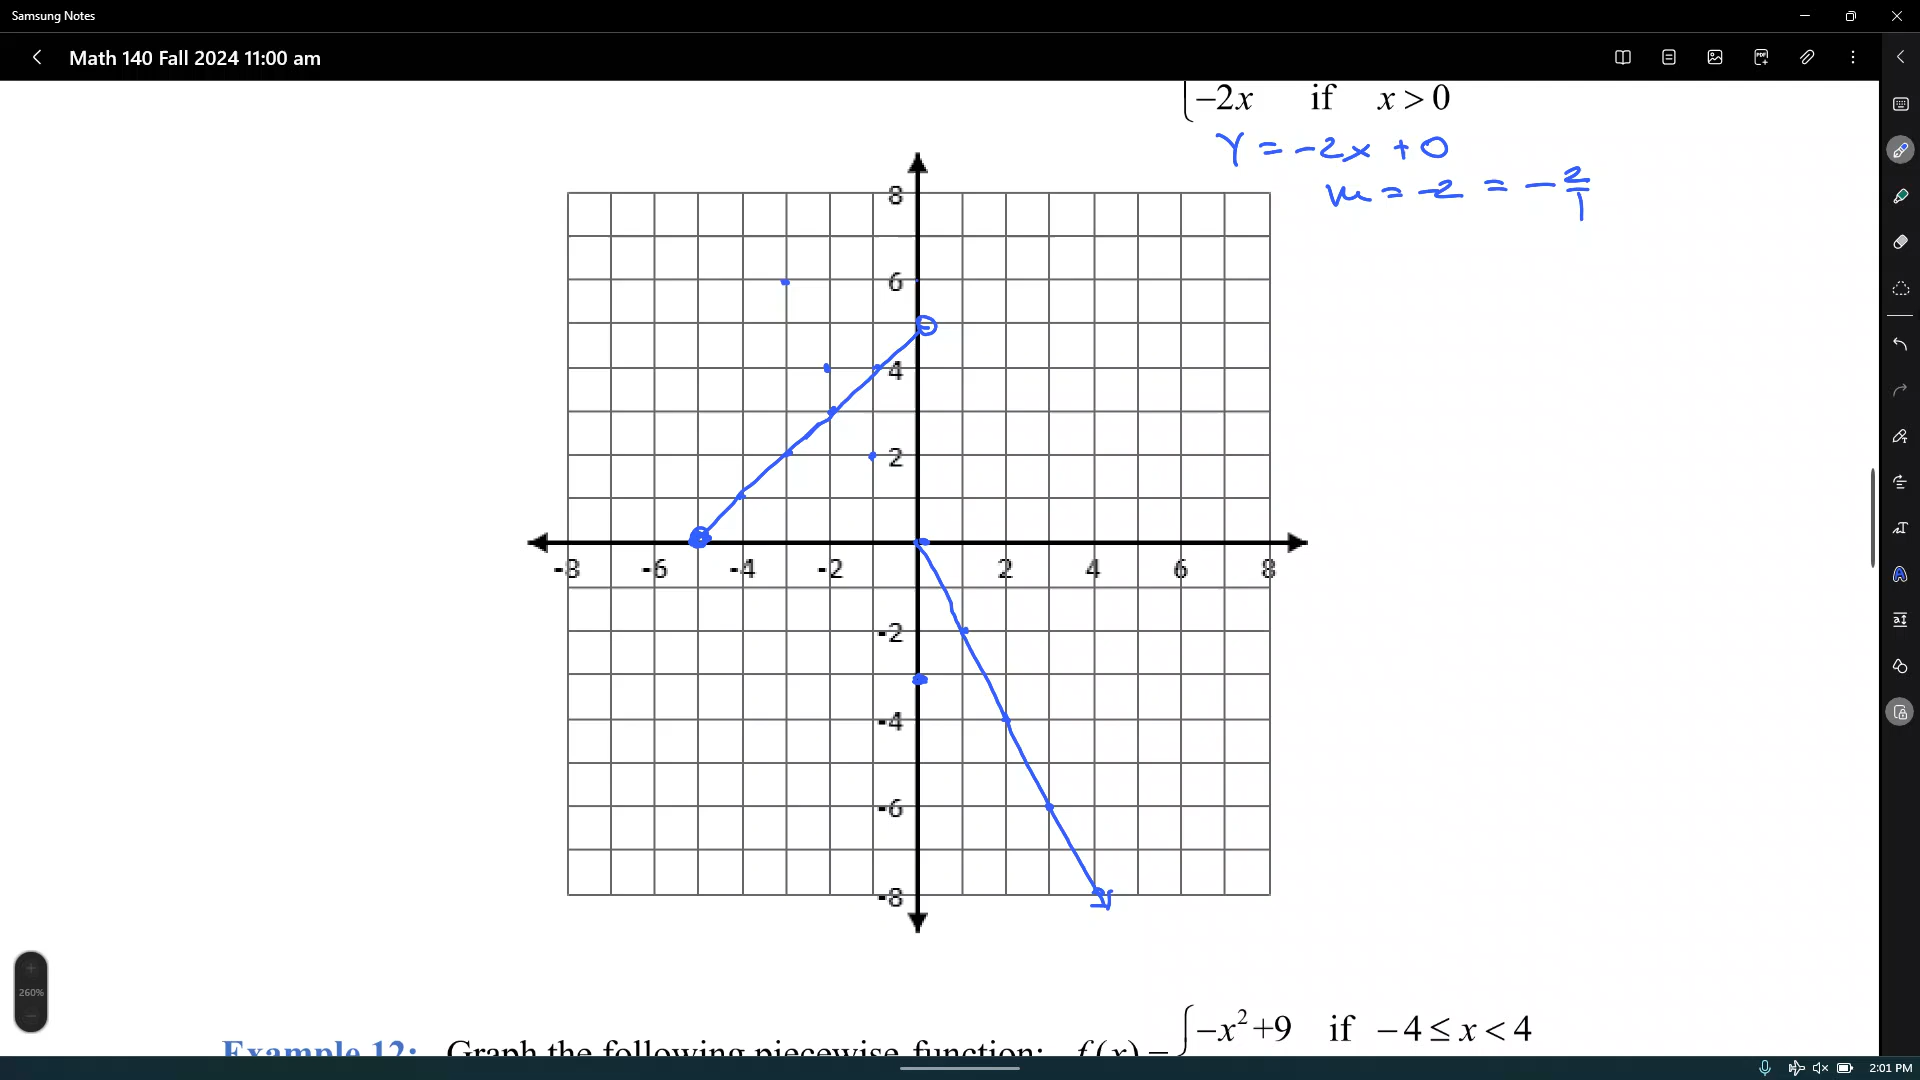 Samsung Notes
Math 140 Fall 2024 11:00 am
−2x if x > 0
Y = -2x + 0
m = -2 = - 2/1
8
6
4
2
-8 -6 -4 -2 2 4 6 8
-2
-4
-6
-8
260%
−x²+9 if −4 ≤ x < 4
Example 12: Graph the following piecewise-function: f(x) =
2:01 PM